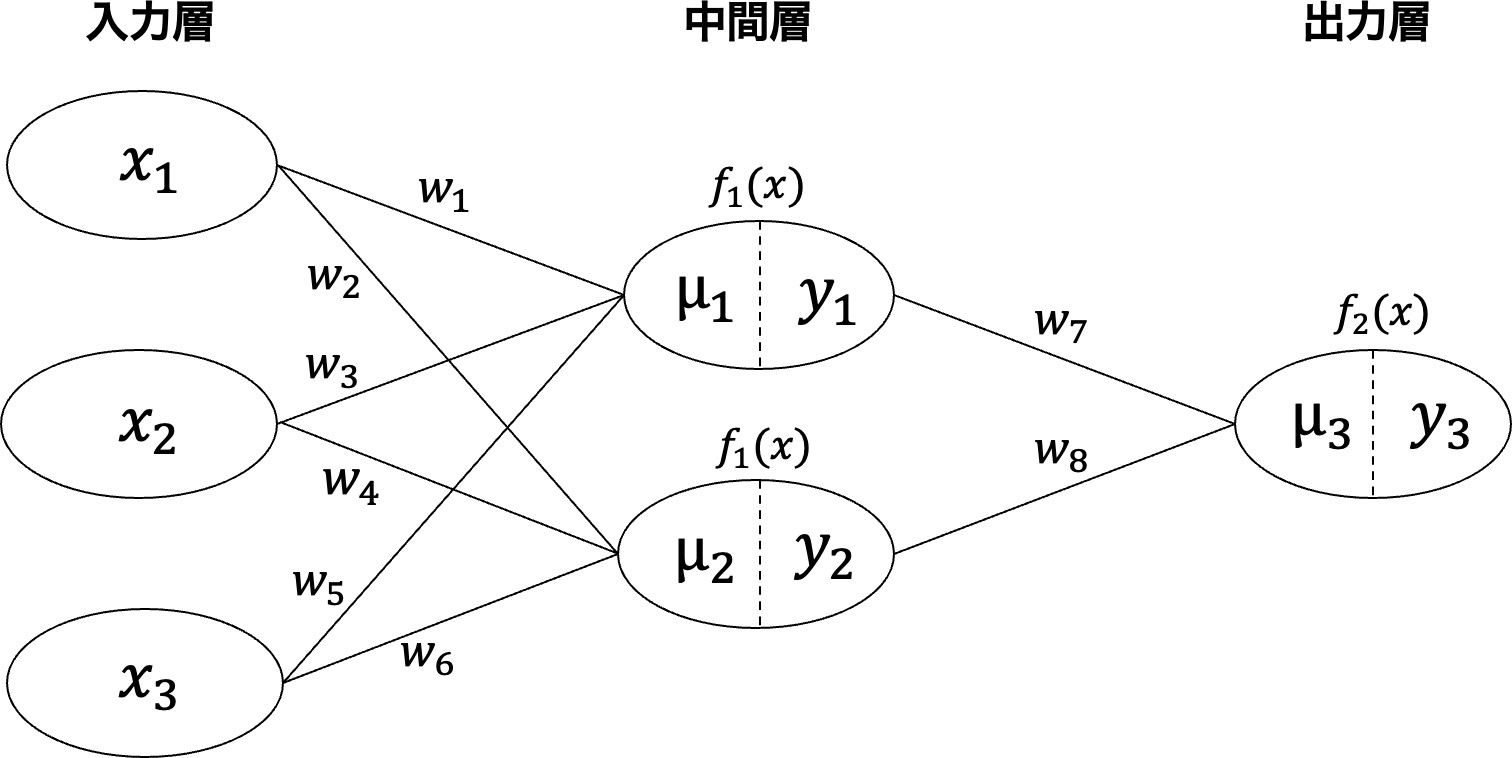 入力層
中間層
出力層
x₁
x₂
x₃
w₁
w₂
w₃
w₄
w₅
w₆
f₁(x)
μ₁ y₁
f₁(x)
μ₂ y₂
w₇
w₈
f₂(x)
μ₃ y₃